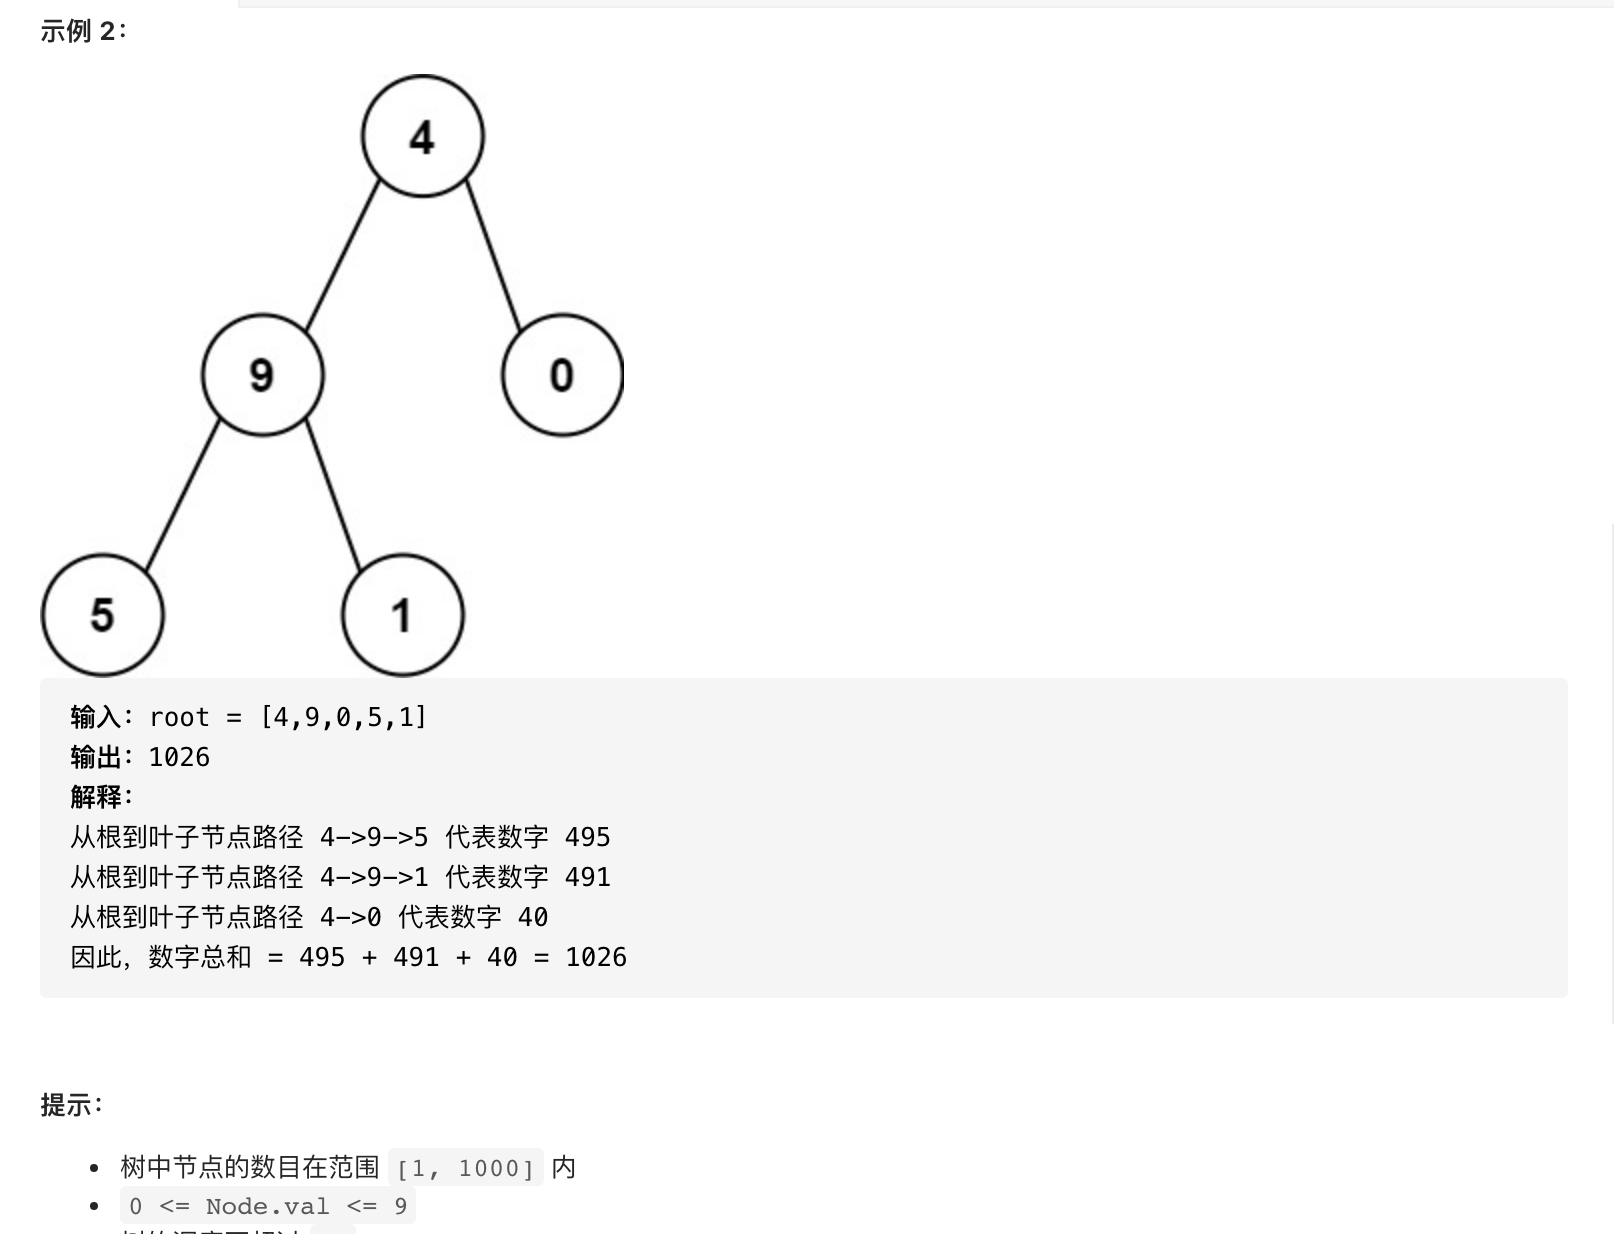 示例 2：
4
9
0
5
1
输入：root = [4,9,0,5,1]
输出：1026
解释：
从根到叶子节点路径 4->9->5 代表数字 495
从根到叶子节点路径 4->9->1 代表数字 491
从根到叶子节点路径 4->0 代表数字 40
因此，数字总和 = 495 + 491 + 40 = 1026
提示：
树中节点的数目在范围 [1, 1000] 内
0 <= Node.val <= 9